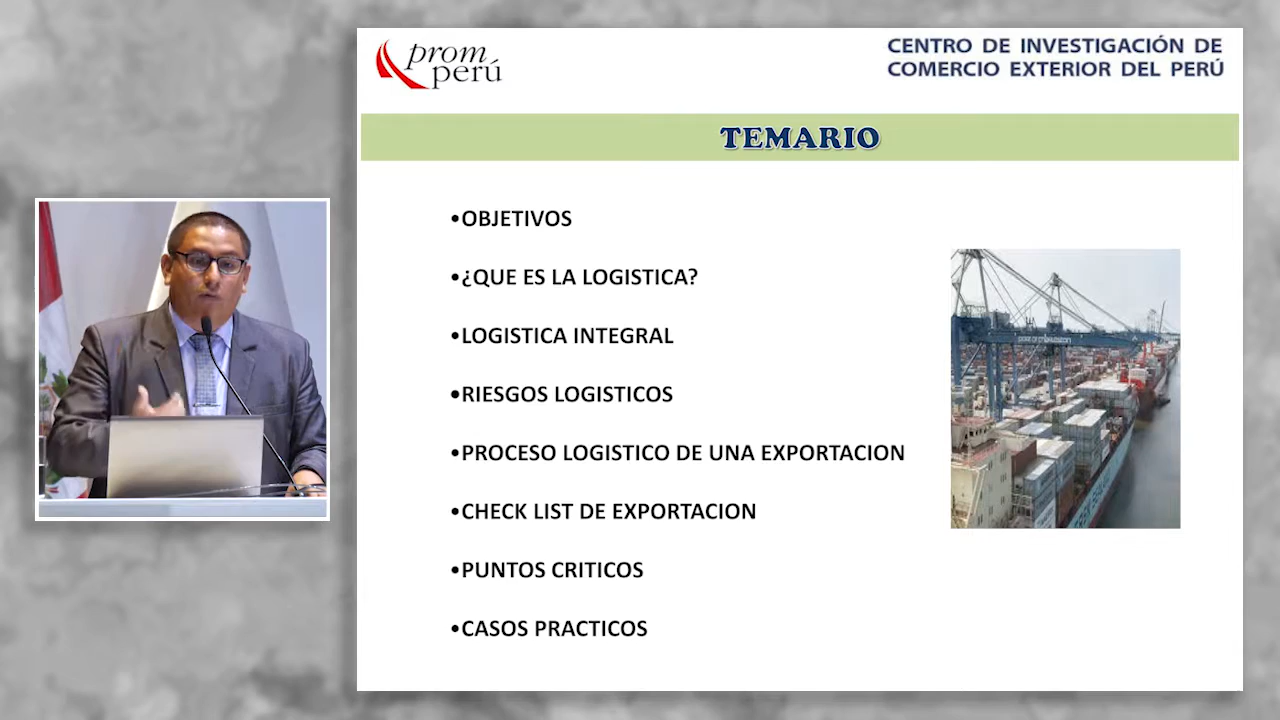 prom
perú
CENTRO DE INVESTIGACIÓN DE
COMERCIO EXTERIOR DEL PERÚ
TEMARIO
•OBJETIVOS
•¿QUE ES LA LOGISTICA?
•LOGISTICA INTEGRAL
•RIESGOS LOGISTICOS
•PROCESO LOGISTICO DE UNA EXPORTACION
•CHECK LIST DE EXPORTACION
•PUNTOS CRITICOS
•CASOS PRACTICOS